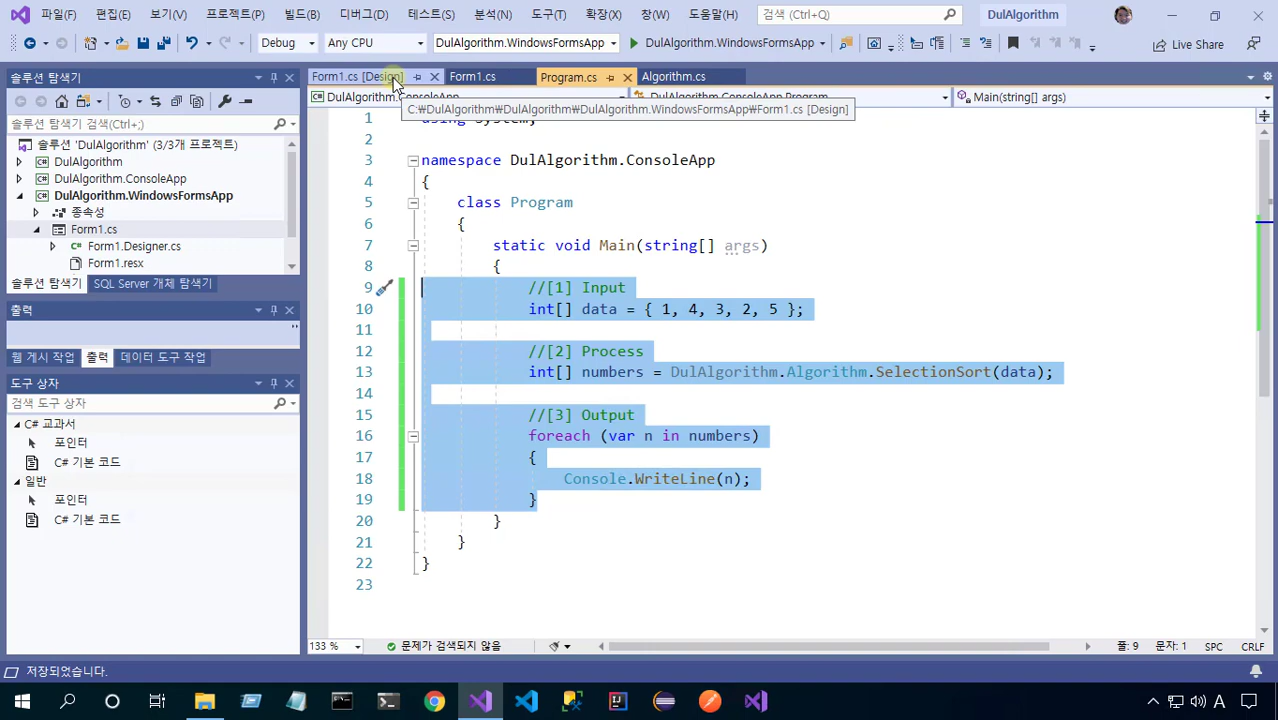 파일(F) 편집(E) 보기(V) 프로젝트(P) 빌드(B) 디버그(D) 테스트(S) 분석(N) 도구(T) 확장(X) 창(W) 도움말(H) 검색 (Ctrl+Q) DulAlgorithm
Debug Any CPU DulAlgorithm.WindowsFormsApp DulAlgorithm.WindowsFormsApp Live Share
솔루션 탐색기
Form1.cs [Design] Form1.cs Program.cs Algorithm.cs
DulAlgorithm.ConsoleApp DulAlgorithm.ConsoleApp.Program Main(string[] args)
C:₩DulAlgorithm₩DulAlgorithm₩DulAlgorithm.WindowsFormsApp₩Form1.cs [Design]
솔루션 탐색기 검색(Ctrl+;)
솔루션 'DulAlgorithm' (3/3개 프로젝트)
DulAlgorithm
DulAlgorithm.ConsoleApp
DulAlgorithm.WindowsFormsApp
종속성
Form1.cs
Form1.Designer.cs
Form1.resx
솔루션 탐색기 SQL Server 개체 탐색기
출력
웹 게시 작업 출력 데이터 도구 작업
도구 상자
검색 도구 상자
C# 교과서
포인터
C# 기본 코드
일반
포인터
C# 기본 코드
1 using System;
2
3 namespace DulAlgorithm.ConsoleApp
4 {
5 class Program
6 {
7 static void Main(string[] args)
8 {
9 //[1] Input
10 int[] data = { 1, 4, 3, 2, 5 };
11
12 //[2] Process
13 int[] numbers = DulAlgorithm.Algorithm.SelectionSort(data);
14
15 //[3] Output
16 foreach (var n in numbers)
17 {
18 Console.WriteLine(n);
19 }
20 }
21 }
22 }
23
133 % 문제가 검색되지 않음 줄: 9 문자: 1 SPC CRLF
저장되었습니다.
A